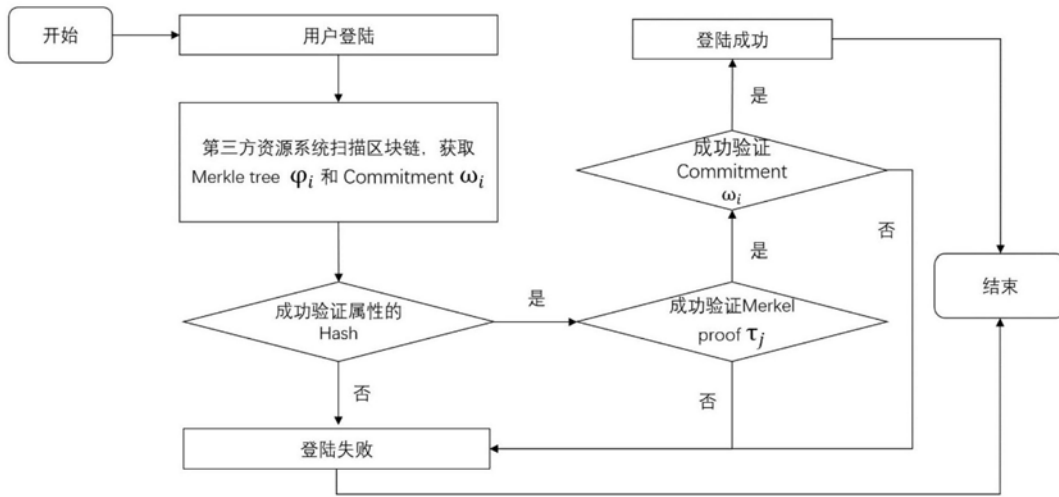 开始
用户登陆
第三方资源系统扫描区块链,获取
Merkle tree φᵢ 和 Commitment ωᵢ
成功验证属性的
Hash
是
否
成功验证Merkel
proof τⱼ
是
否
成功验证
Commitment
ωᵢ
是
否
登陆成功
登陆失败
结束